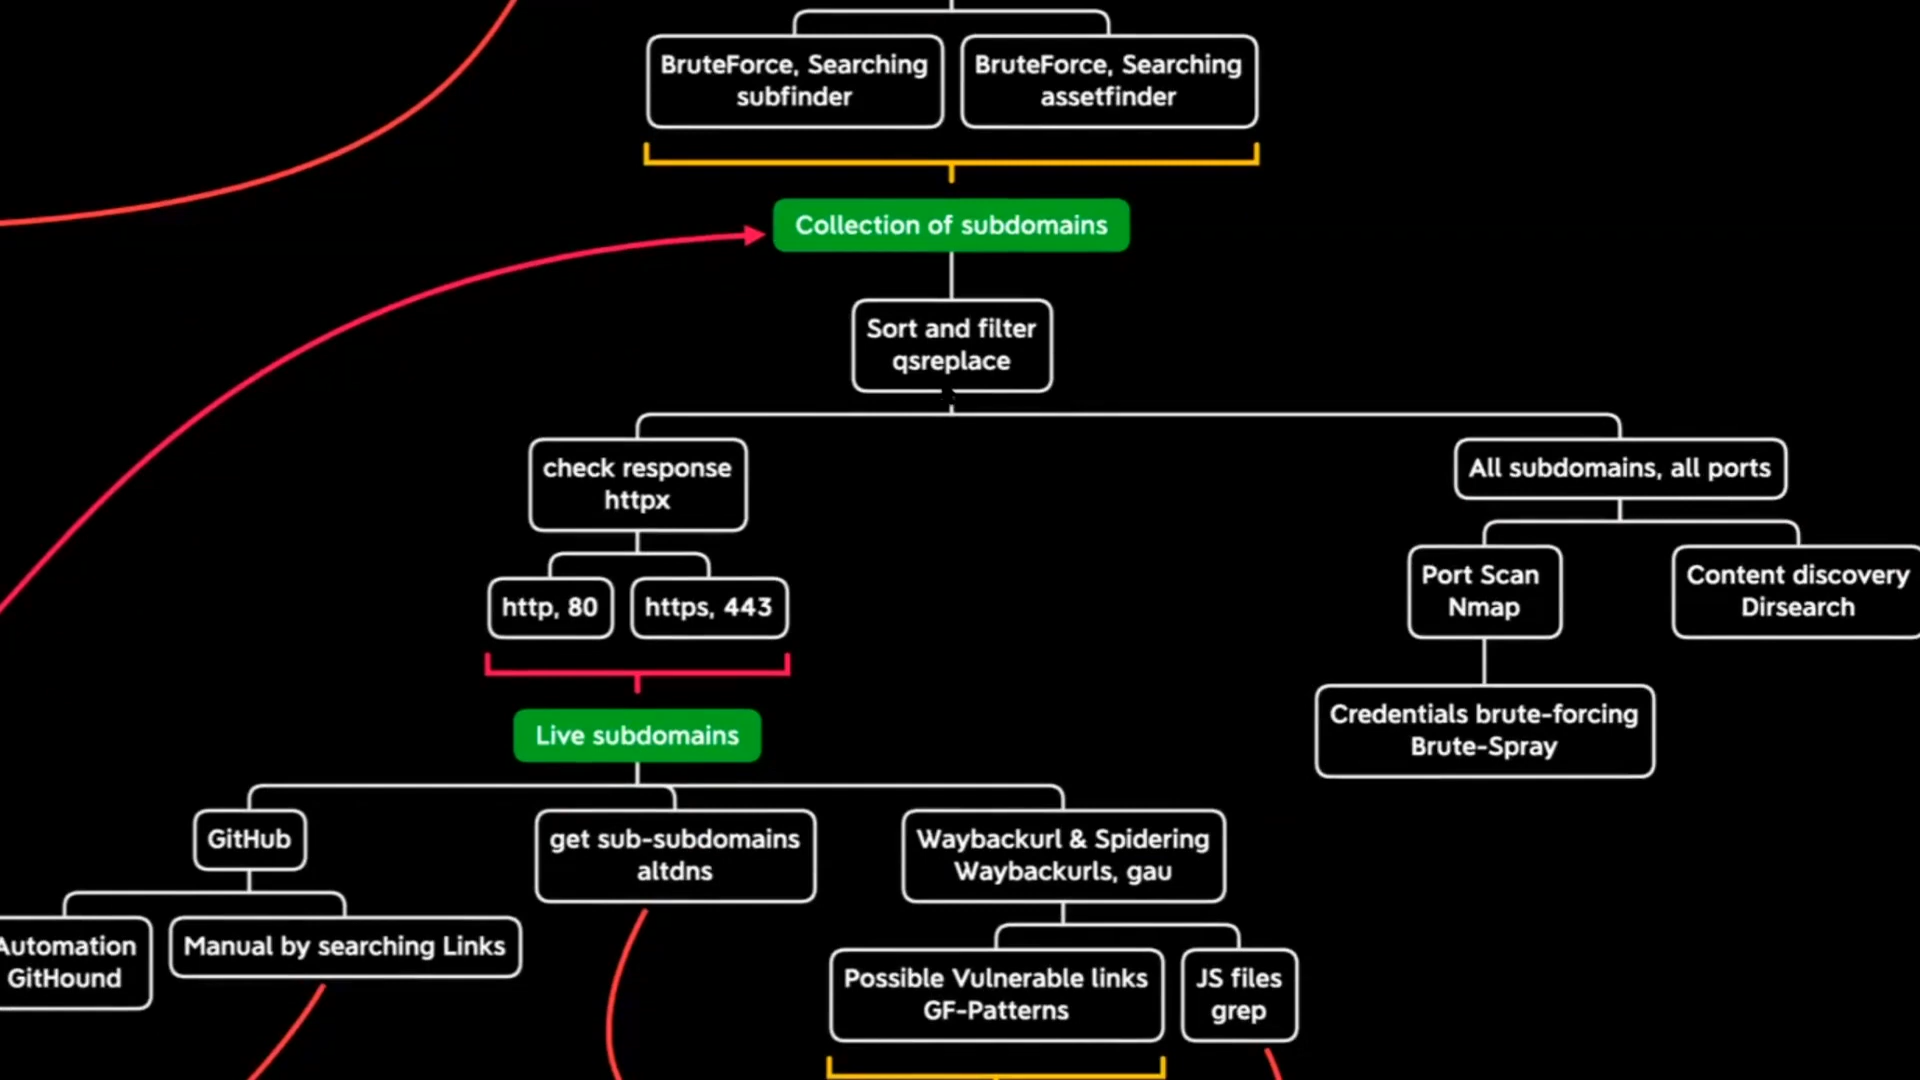 BruteForce, Searching
subfinder
BruteForce, Searching
assetfinder
Collection of subdomains
Sort and filter
qsreplace
check response
httpx
All subdomains, all ports
http, 80
https, 443
Port Scan
Nmap
Content discovery
Dirsearch
Credentials brute-forcing
Brute-Spray
Live subdomains
GitHub
get sub-subdomains
altdns
Waybackurl & Spidering
Waybackurls, gau
Automation
GitHound
Manual by searching Links
Possible Vulnerable links
GF-Patterns
JS files
grep